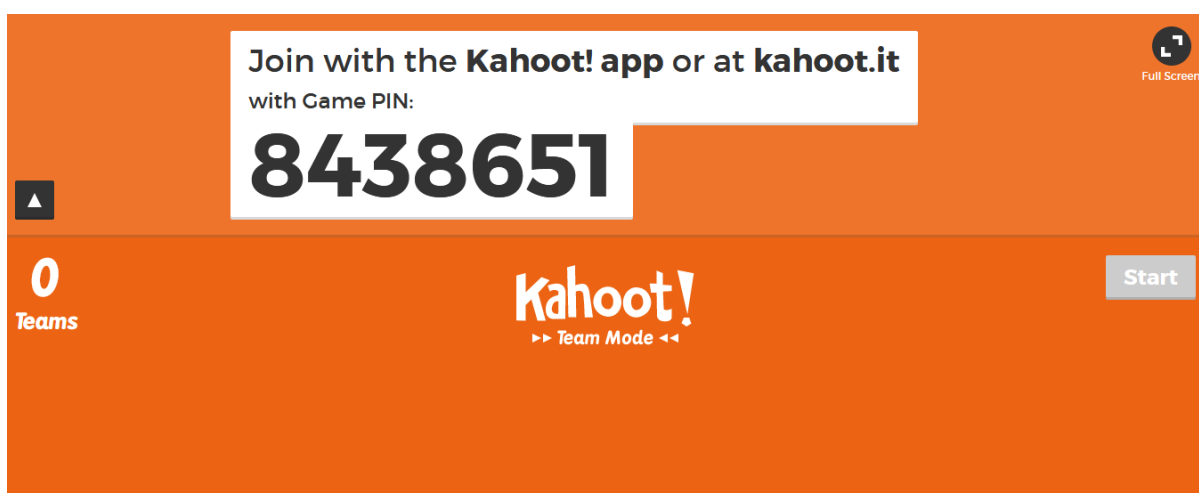 Join with the Kahoot! app or at kahoot.it
with Game PIN:
8438651
Full Screen
▲
0
Teams
Kahoot!
▸▸ Team Mode ◂◂
Start